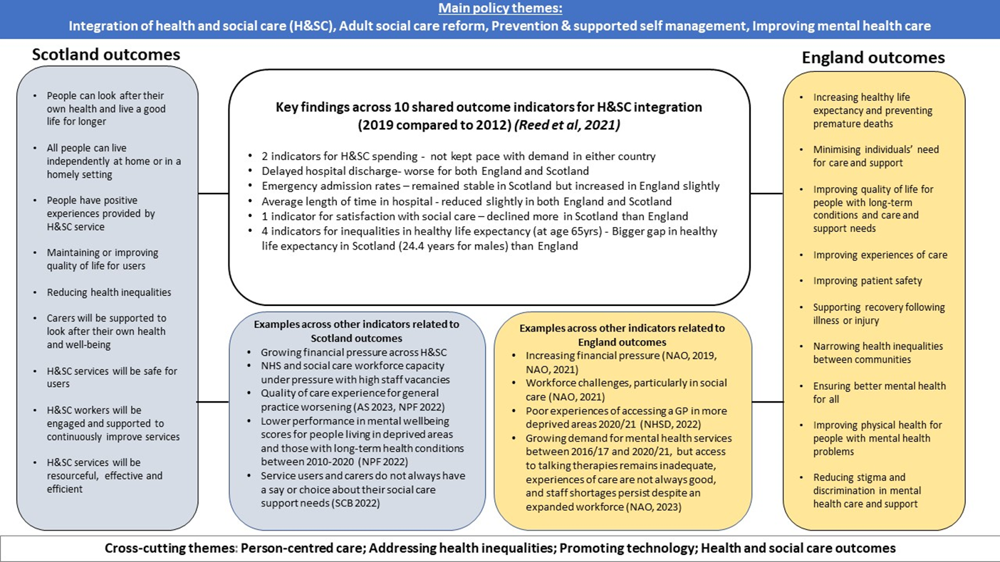 Main policy themes:
Integration of health and social care (H&SC), Adult social care reform, Prevention & supported self management, Improving mental health care
Scotland outcomes
• People can look after their
own health and live a good
life for longer
• All people can live
independently at home or in a
homely setting
• People have positive
experiences provided by
H&SC service
• Maintaining or improving
quality of life for users
• Reducing health inequalities
• Carers will be supported to
look after their own health
and well-being
• H&SC services will be safe for
users
• H&SC workers will be
engaged and supported to
continuously improve services
• H&SC services will be
resourceful, effective and
efficient
Key findings across 10 shared outcome indicators for H&SC integration
(2019 compared to 2012) (Reed et al, 2021)
• 2 indicators for H&SC spending - not kept pace with demand in either country
• Delayed hospital discharge- worse for both England and Scotland
• Emergency admission rates – remained stable in Scotland but increased in England slightly
• Average length of time in hospital - reduced slightly in both England and Scotland
• 1 indicator for satisfaction with social care – declined more in Scotland than England
• 4 indicators for inequalities in healthy life expectancy (at age 65yrs) - Bigger gap in healthy
life expectancy in Scotland (24.4 years for males) than England
Examples across other indicators related to
Scotland outcomes
• Growing financial pressure across H&SC
• NHS and social care workforce capacity
under pressure with high staff vacancies
• Quality of care experience for general
practice worsening (AS 2023, NPF 2022)
• Lower performance in mental wellbeing
scores for people living in deprived areas
and those with long-term health conditions
between 2010-2020 (NPF 2022)
• Service users and carers do not always have
a say or choice about their social care
support needs (SCB 2022)
Examples across other indicators related to
England outcomes
• Increasing financial pressure (NAO, 2019,
NAO, 2021)
• Workforce challenges, particularly in social
care (NAO, 2021)
• Poor experiences of accessing a GP in more
deprived areas 2020/21 (NHSD, 2022)
• Growing demand for mental health services
between 2016/17 and 2020/21, but access
to talking therapies remains inadequate,
experiences of care are not always good,
and staff shortages persist despite an
expanded workforce (NAO, 2023)
England outcomes
• Increasing healthy life
expectancy and preventing
premature deaths
• Minimising individuals' need
for care and support
• Improving quality of life for
people with long-term
conditions and care and
support needs
• Improving experiences of care
• Improving patient safety
• Supporting recovery following
illness or injury
• Narrowing health inequalities
between communities
• Ensuring better mental health
for all
• Improving physical health for
people with mental health
problems
• Reducing stigma and
discrimination in mental
health care and support
Cross-cutting themes: Person-centred care; Addressing health inequalities; Promoting technology; Health and social care outcomes